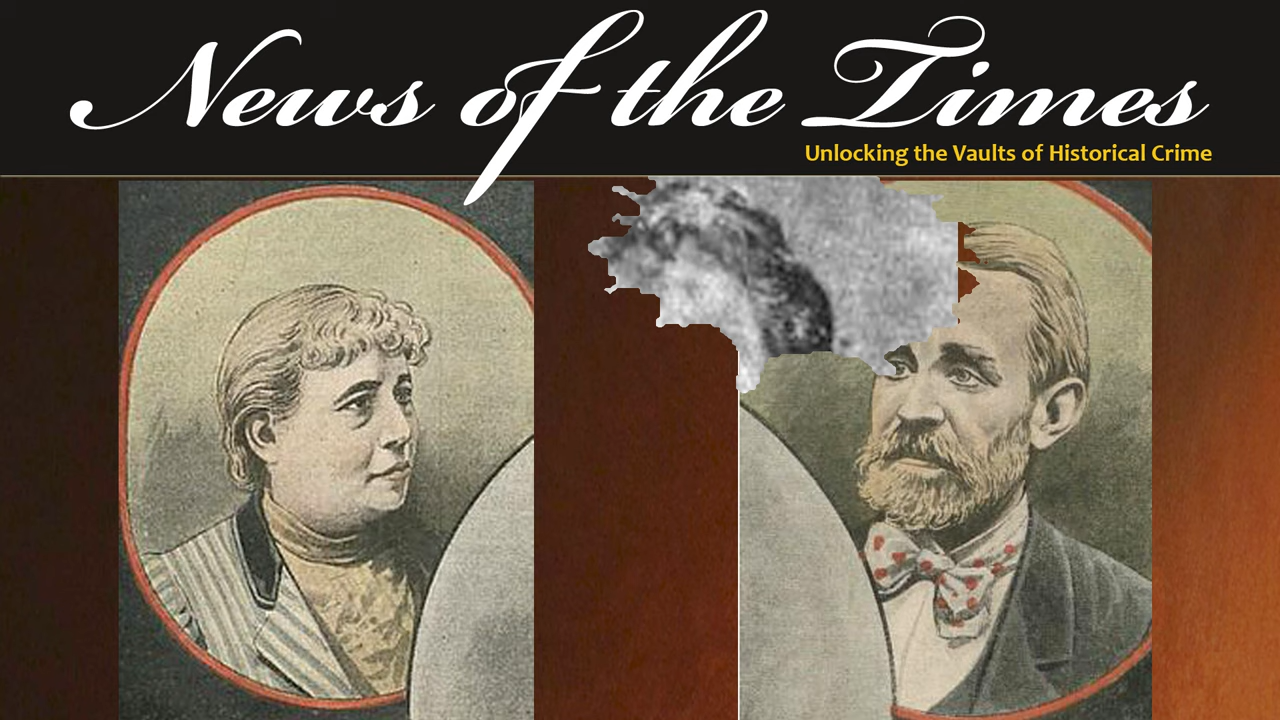 News of the Times
Unlocking the Vaults of Historical Crime